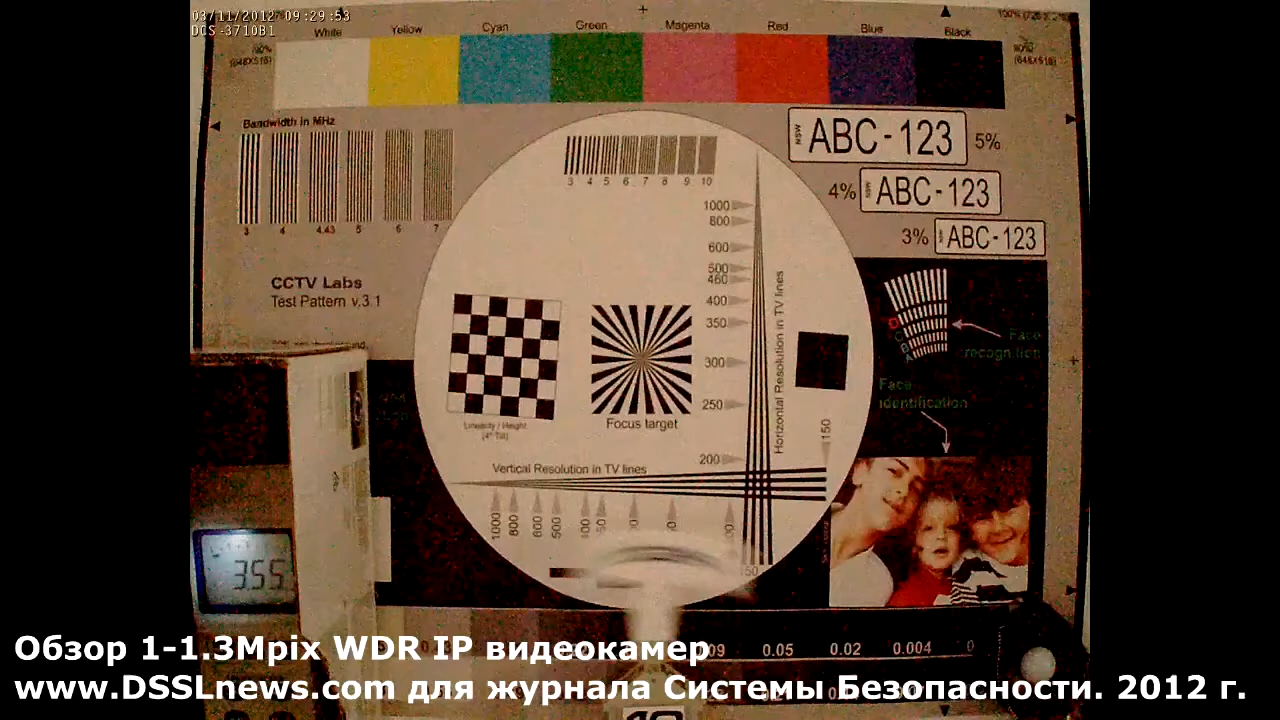 03/11/2012 09:29:53
DCS-3710B1
White Yellow Cyan Green Magenta Red Blue Black
Bandwidth in MHz
3 4 4.43 5 6 7
3 4 5 6 7 8 9 10
NSW ABC-123 5%
4% ABC-123
3% ABC-123
CCTV Labs
Test Pattern v.3.1
1000
800
600
500
460
400
350
300
250
200
Horizontal Resolution in TV lines
150
Face
recognition
Face
identification
Linearity / Height
Focus target
Vertical Resolution in TV lines
1000 800 600 500
355
0.05 0.02 0.004 0
Обзор 1-1.3Mpix WDR IP видеокамер
www.DSSLnews.com для журнала Системы Безопасности. 2012 г.